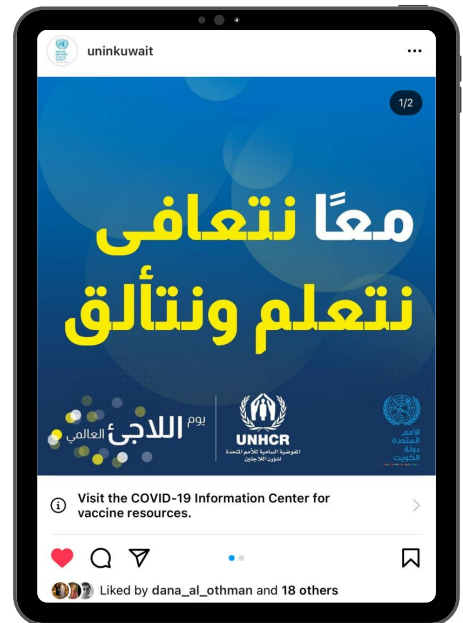 uninkuwait
1/2
معًا نتعافى
نتعلم ونتألق
يوم اللاجئ العالمي
UNHCR
المفوضية السامية للأمم المتحدة
لشؤون اللاجئين
الأمم
المتحدة
دولة
الكويت
Visit the COVID-19 Information Center for
vaccine resources.
Liked by dana_al_othman and 18 others